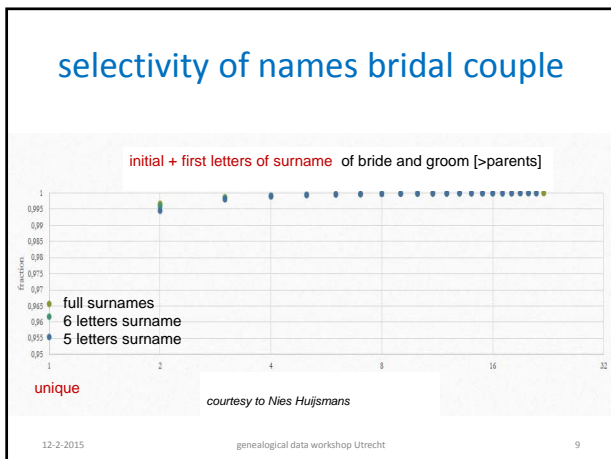 selectivity of names bridal couple
initial + first letters of surname of bride and groom [>parents]
1
0,995
0,99
0,985
0,98
0,975
0,97
0,965
0,96
0,955
0,95
fraction
full surnames
6 letters surname
5 letters surname
1 2 4 8 16 32
unique
courtesy to Nies Huijsmans
12-2-2015 genealogical data workshop Utrecht 9